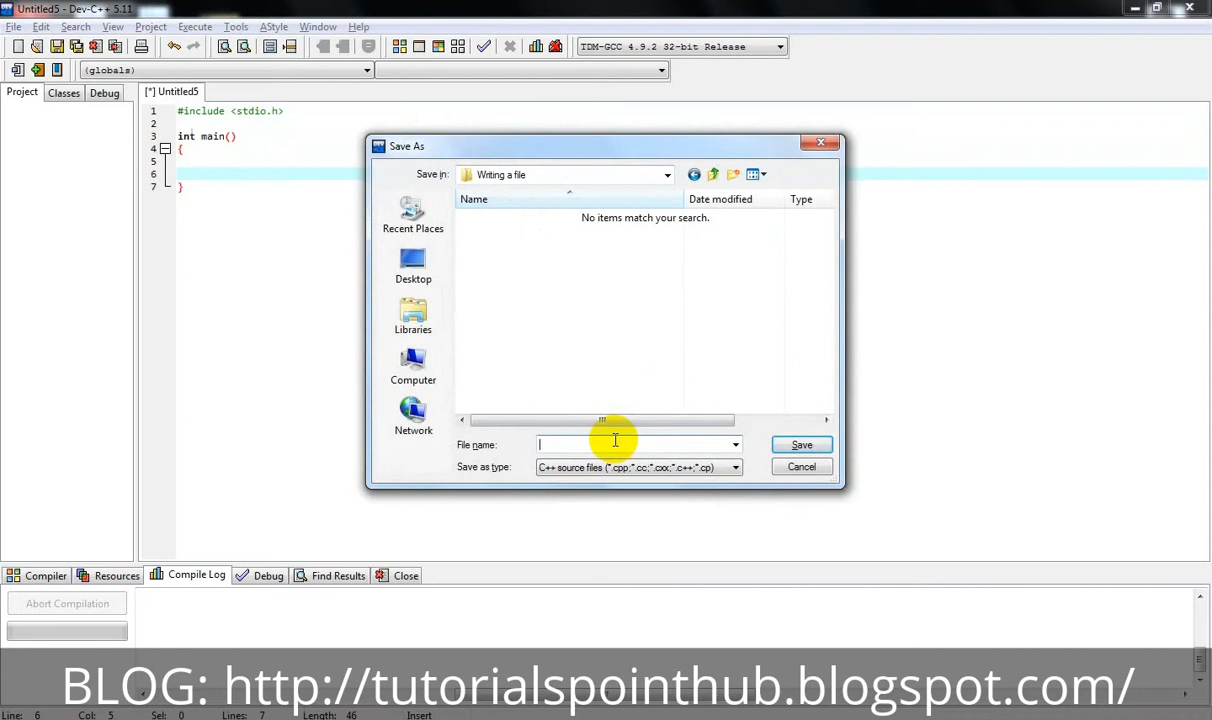 Untitled5 - Dev-C++ 5.11
File Edit Search View Project Execute Tools AStyle Window Help
TDM-GCC 4.9.2 32-bit Release
(globals)
Project Classes Debug
[*] Untitled5
1 #include <stdio.h>
2
3 int main()
4 {
5
6
7 }
Save As
Save in: Writing a file
Name Date modified Type
No items match your search.
Recent Places
Desktop
Libraries
Computer
Network
File name: Save
Save as type: C++ source files (*.cpp;*.cc;*.cxx;*.c++;*.cp) Cancel
Compiler Resources Compile Log Debug Find Results Close
Abort Compilation
BLOG: http://tutorialspointhub.blogspot.com/
Line: 6 Col: 5 Sel: 0 Lines: 7 Length: 46 Insert